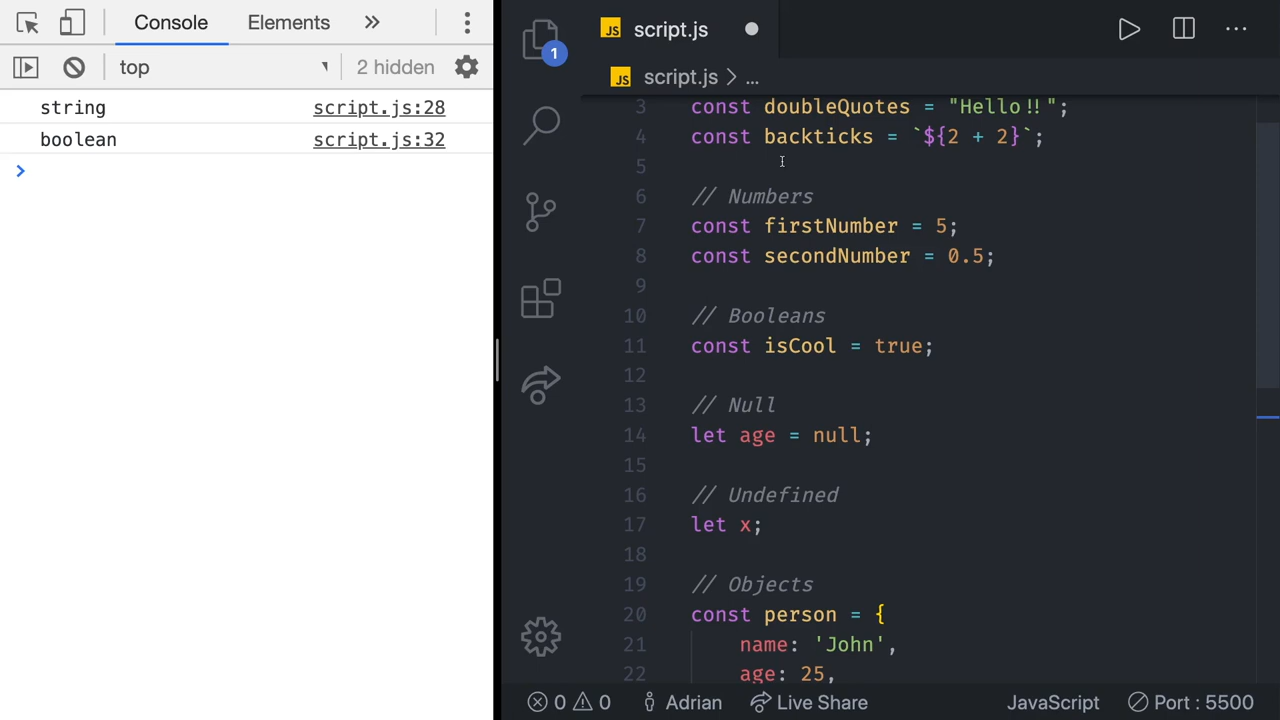 Console Elements
top 2 hidden
string script.js:28
boolean script.js:32
>
1
JS script.js
JS script.js > ...
3 const doubleQuotes = "Hello!!";
4 const backticks = `${2 + 2}`;
5
6 // Numbers
7 const firstNumber = 5;
8 const secondNumber = 0.5;
9
10 // Booleans
11 const isCool = true;
12
13 // Null
14 let age = null;
15
16 // Undefined
17 let x;
18
19 // Objects
20 const person = {
21 name: 'John',
22 age: 25,
0 0 Adrian Live Share JavaScript Port : 5500